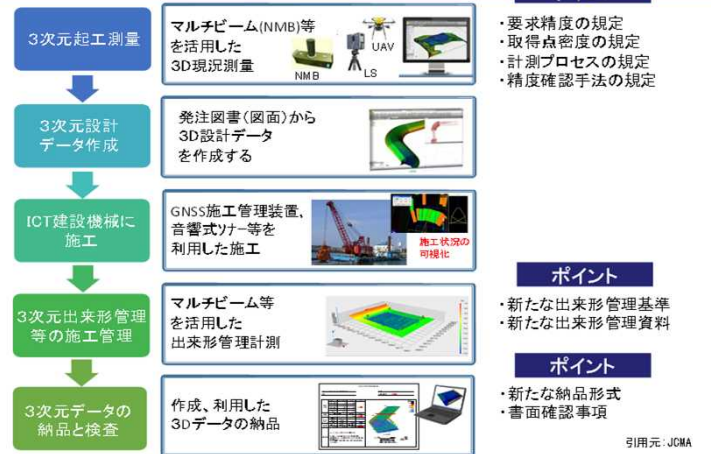 3次元起工測量
マルチビーム(NMB)等
を活用した
3D現況測量
NMB
LS
UAV
・要求精度の規定
・取得点密度の規定
・計測プロセスの規定
・精度確認手法の規定
3次元設計
データ作成
発注図書(図面)から
3D設計データ
を作成する
ICT建設機械に
施工
GNSS施工管理装置、
音響式ソナー等を
利用した施工
施工状況の
可視化
3次元出来形管理
等の施工管理
マルチビーム等
を活用した
出来形管理計測
ポイント
・新たな出来形管理基準
・新たな出来形管理資料
3次元データの
納品と検査
作成、利用した
3Dデータの納品
ポイント
・新たな納品形式
・書面確認事項
引用元:JCMA